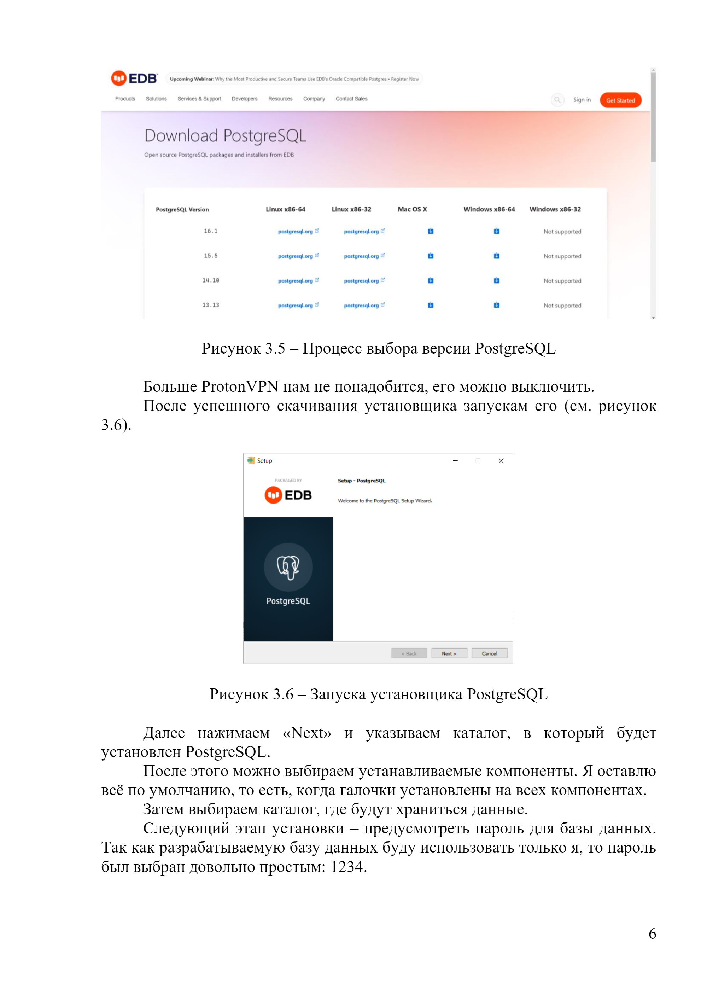 EDB
Upcoming Webinar: Why the Most Productive and Secure Teams Use EDB's Oracle Compatible Postgres • Register Now
Products Solutions Services & Support Developers Resources Company Contact Sales Sign in Get Started
Download PostgreSQL
Open source PostgreSQL packages and installers from EDB
PostgreSQL Version Linux x86-64 Linux x86-32 Mac OS X Windows x86-64 Windows x86-32
16.1 postgresql.org postgresql.org Not supported
15.5 postgresql.org postgresql.org Not supported
14.10 postgresql.org postgresql.org Not supported
13.13 postgresql.org postgresql.org Not supported
Рисунок 3.5 – Процесс выбора версии PostgreSQL
Больше ProtonVPN нам не понадобится, его можно выключить.
После успешного скачивания установщика запускам его (см. рисунок
3.6).
Setup
PACKAGED BY
EDB
Setup - PostgreSQL
Welcome to the PostgreSQL Setup Wizard.
PostgreSQL
< Back Next > Cancel
Рисунок 3.6 – Запуска установщика PostgreSQL
Далее нажимаем «Next» и указываем каталог, в который будет
установлен PostgreSQL.
После этого можно выбираем устанавливаемые компоненты. Я оставлю
всё по умолчанию, то есть, когда галочки установлены на всех компонентах.
Затем выбираем каталог, где будут храниться данные.
Следующий этап установки – предусмотреть пароль для базы данных.
Так как разрабатываемую базу данных буду использовать только я, то пароль
был выбран довольно простым: 1234.
6